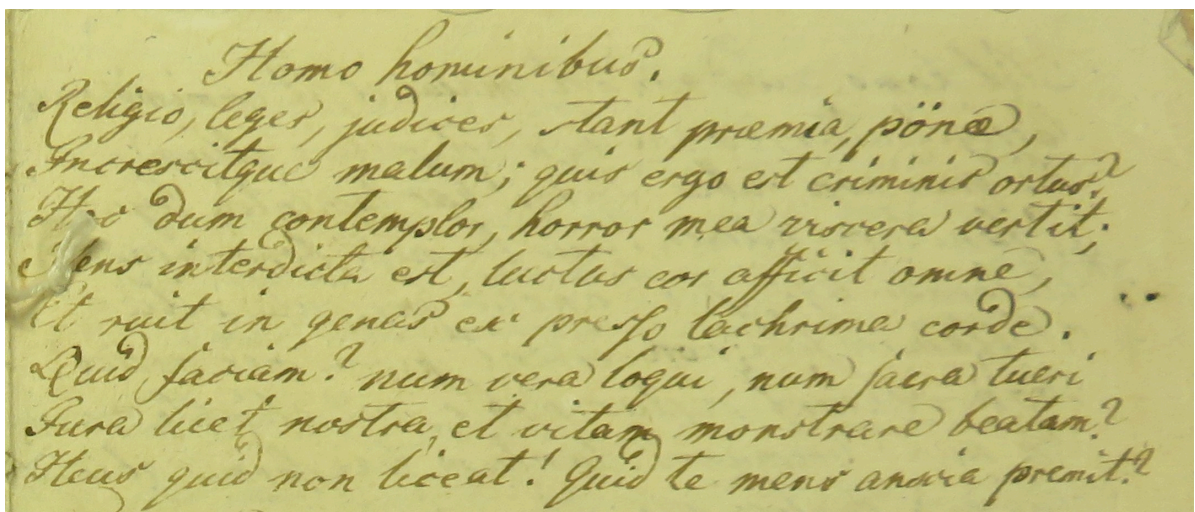 Homo hominibus.
Religio, leges, judices, stant præmia, pönæ,
Increscitque malum; quis ergo est criminis ortus?
Hoc dum contemplor, horror mea viscera vertit;
Mens interdicta est, luctus cor afficit omne,
Et ruit in genas ex presso lachrima corde.
Quid faciam? num vera loqui, num sacra tueri
Jura licet nostra, et vitam monstrare beatam?
Heus quid non liceat! Quid te mens anxia premit?